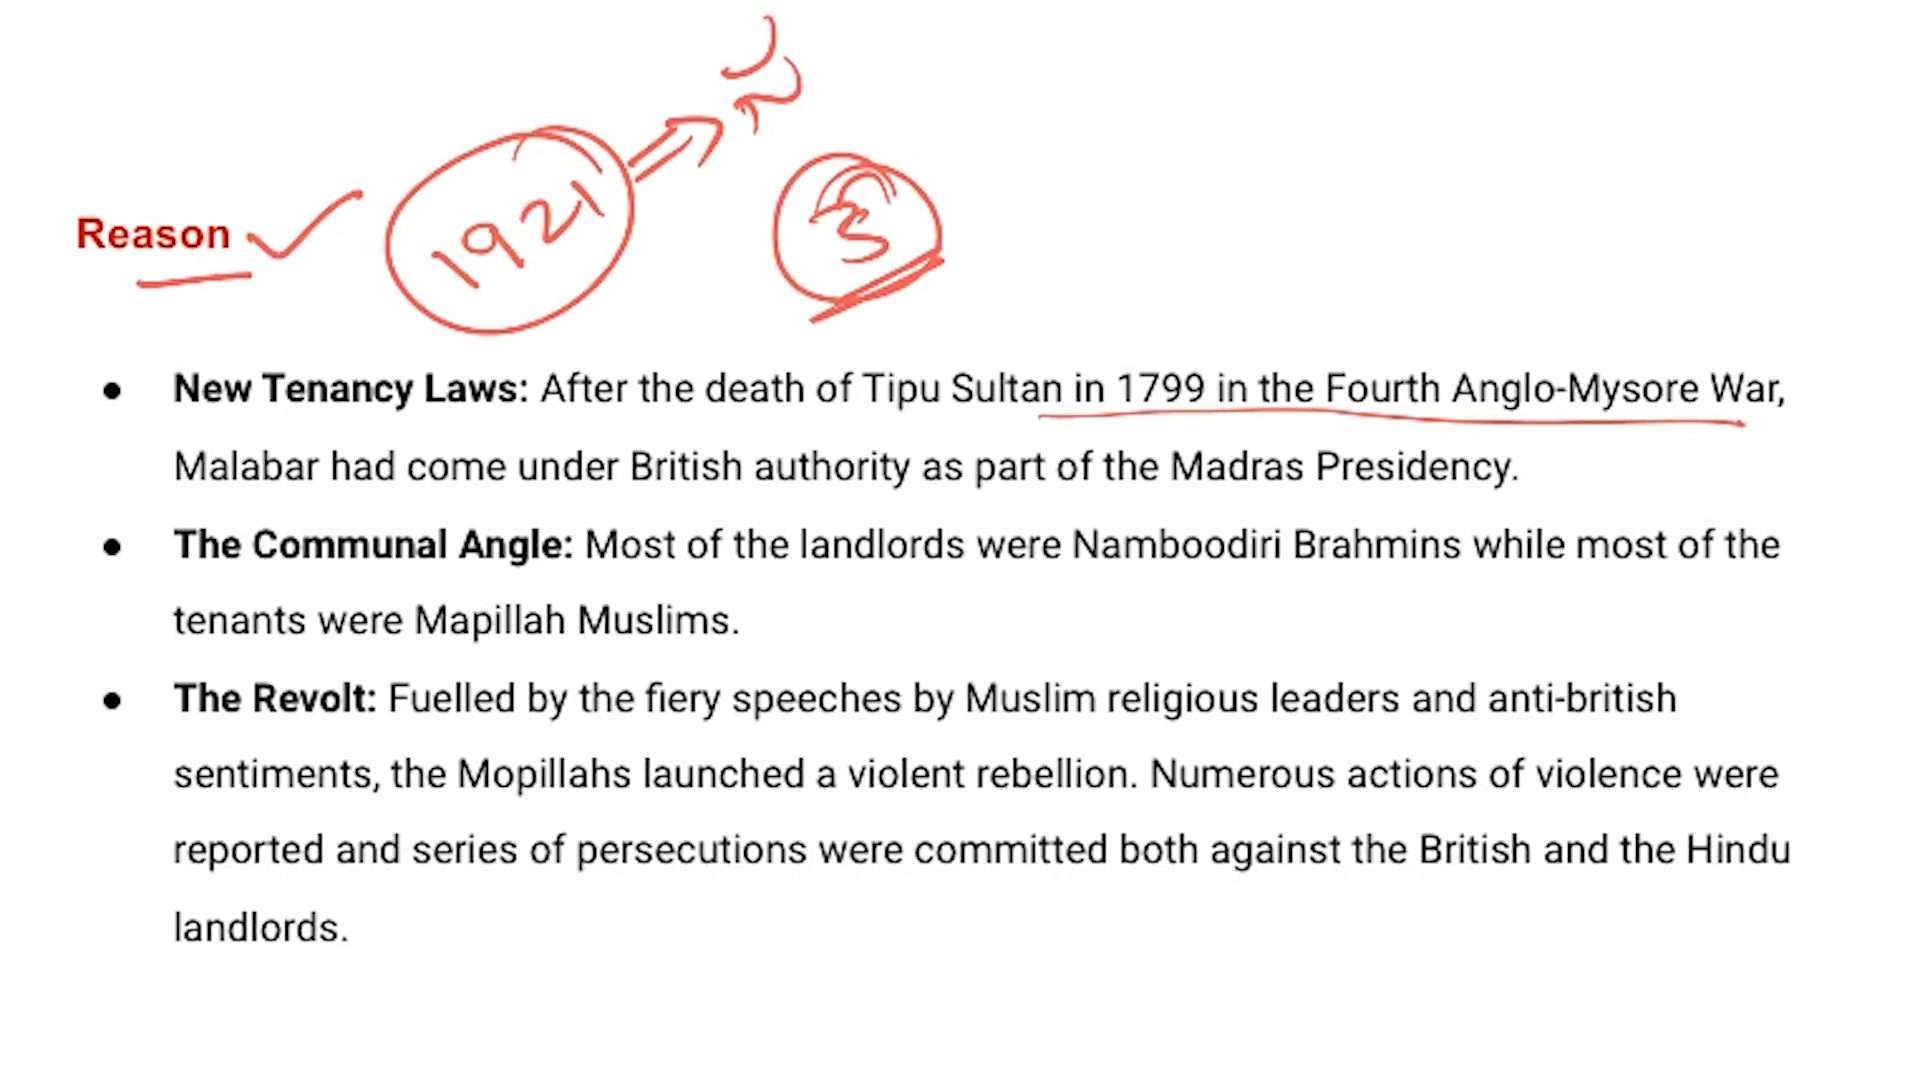 1921
3
Reason
● New Tenancy Laws: After the death of Tipu Sultan in 1799 in the Fourth Anglo-Mysore War,
Malabar had come under British authority as part of the Madras Presidency.
● The Communal Angle: Most of the landlords were Namboodiri Brahmins while most of the
tenants were Mapillah Muslims.
● The Revolt: Fuelled by the fiery speeches by Muslim religious leaders and anti-british
sentiments, the Mopillahs launched a violent rebellion. Numerous actions of violence were
reported and series of persecutions were committed both against the British and the Hindu
landlords.